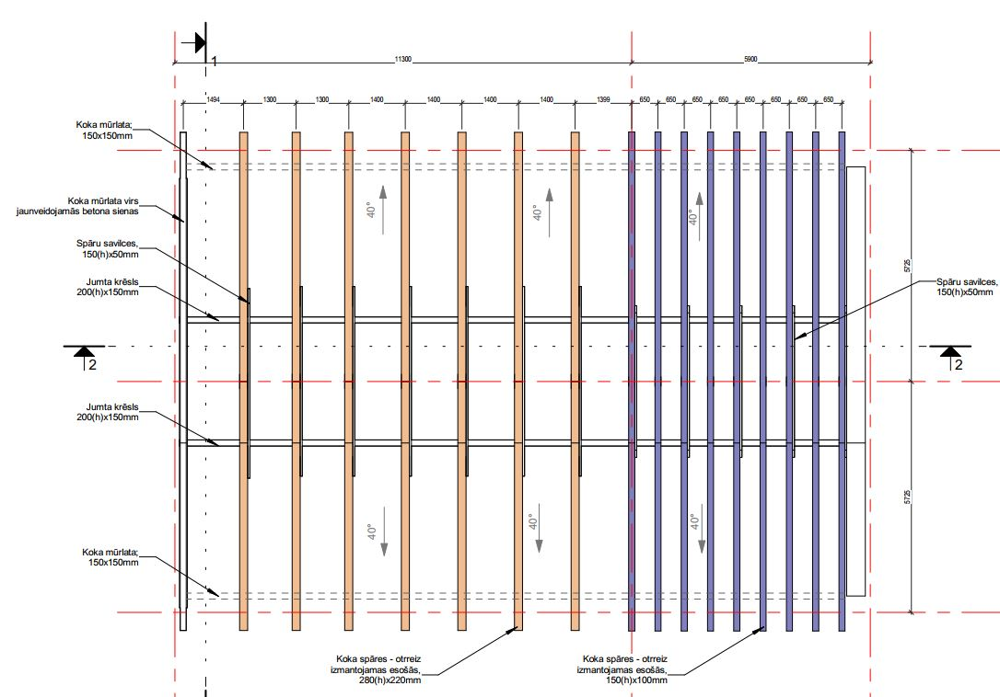 1
11300
5900
1494
1300
1300
1400
1400
1400
1400
1399
650
650
650
650
650
650
650
650
Koka mūrlata;
150x150mm
Koka mūrlata virs
jaunveidojamās betona sienas
Spāru savilces,
150(h)x50mm
Jumta krēsls
200(h)x150mm
40°
40°
40°
5725
Spāru savilces,
150(h)x50mm
2
2
Jumta krēsls
200(h)x150mm
40°
40°
40°
5725
Koka mūrlata;
150x150mm
Koka spāres - otrreiz
izmantojamas esošās,
280(h)x220mm
Koka spāres - otrreiz
izmantojamas esošās,
150(h)x100mm